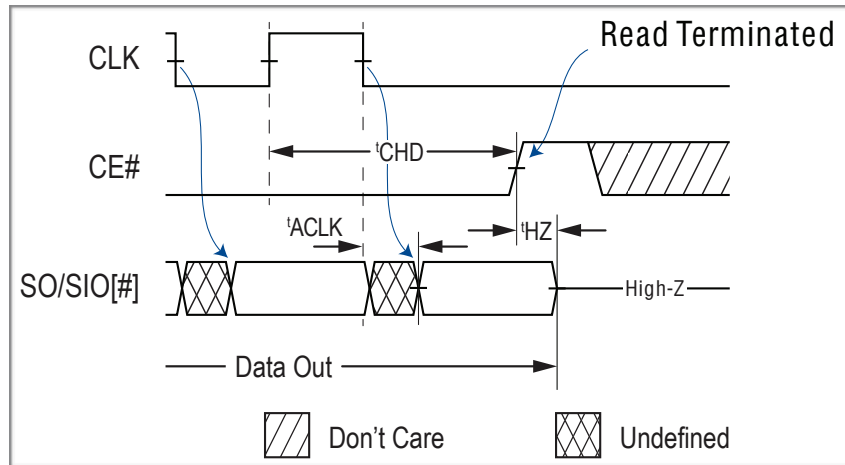 Read Terminated
CLK
tCHD
CE#
tACLK
tHZ
SO/SIO[#]
High-Z
Data Out
Don't Care
Undefined